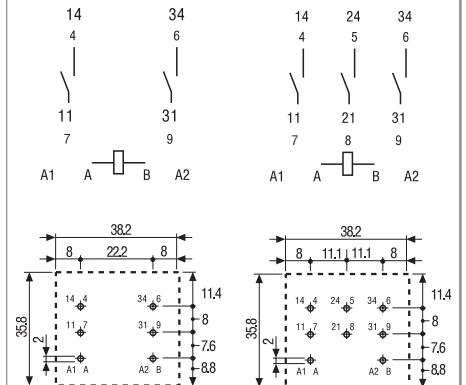 14 34 14 24 34
4 6 4 5 6
11 31 11 21 31
7 9 7 8 9
A1 A B A2 A1 A B A2
38.2 38.2
8 22.2 8 8 11.1 11.1 8
11.4 11.4
14 4 34 6 14 4 24 5 34 6
35.8 8 35.8 8
11 7 31 9 11 7 21 8 31 9
2 7.6 2 7.6
A1 A A2 B A1 A A2 B
8.8 8.8